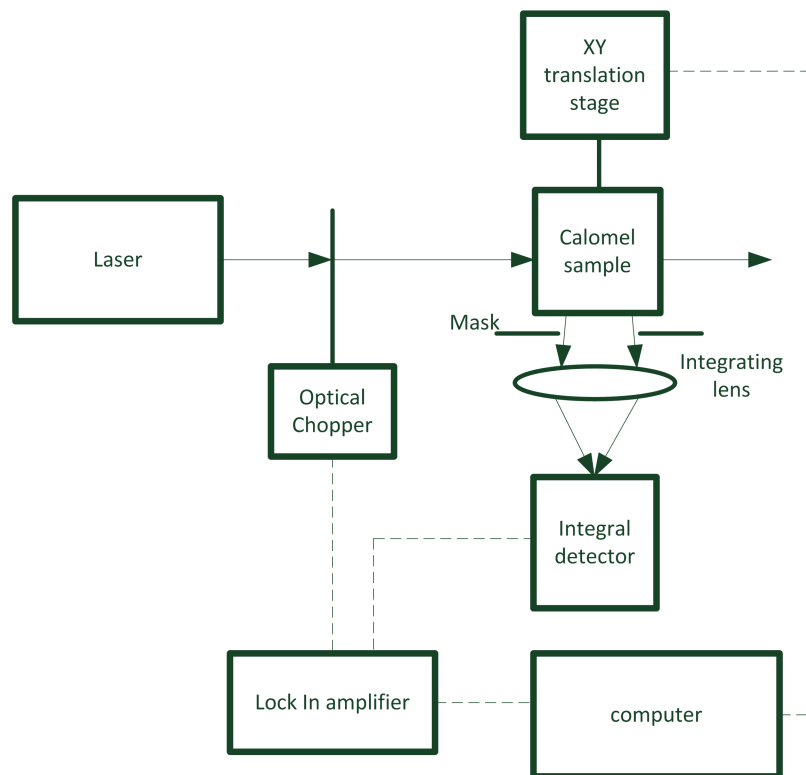 XY
translation
stage
Laser
Calomel
sample
Mask
Integrating
lens
Optical
Chopper
Integral
detector
Lock In amplifier
computer